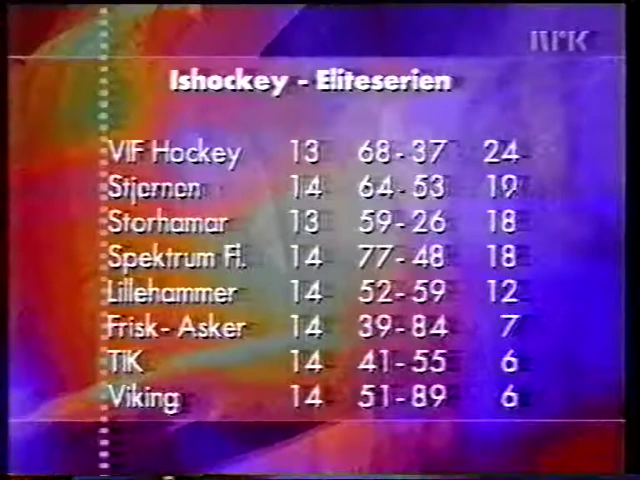 NRK
Ishockey - Eliteserien
VIF Hockey 13 68-37 24
Stjernen 14 64-53 19
Storhamar 13 59-26 18
Spektrum Fl. 14 77-48 18
Lillehammer 14 52-59 12
Frisk-Asker 14 39-84 7
TIK 14 41-55 6
Viking 14 51-89 6